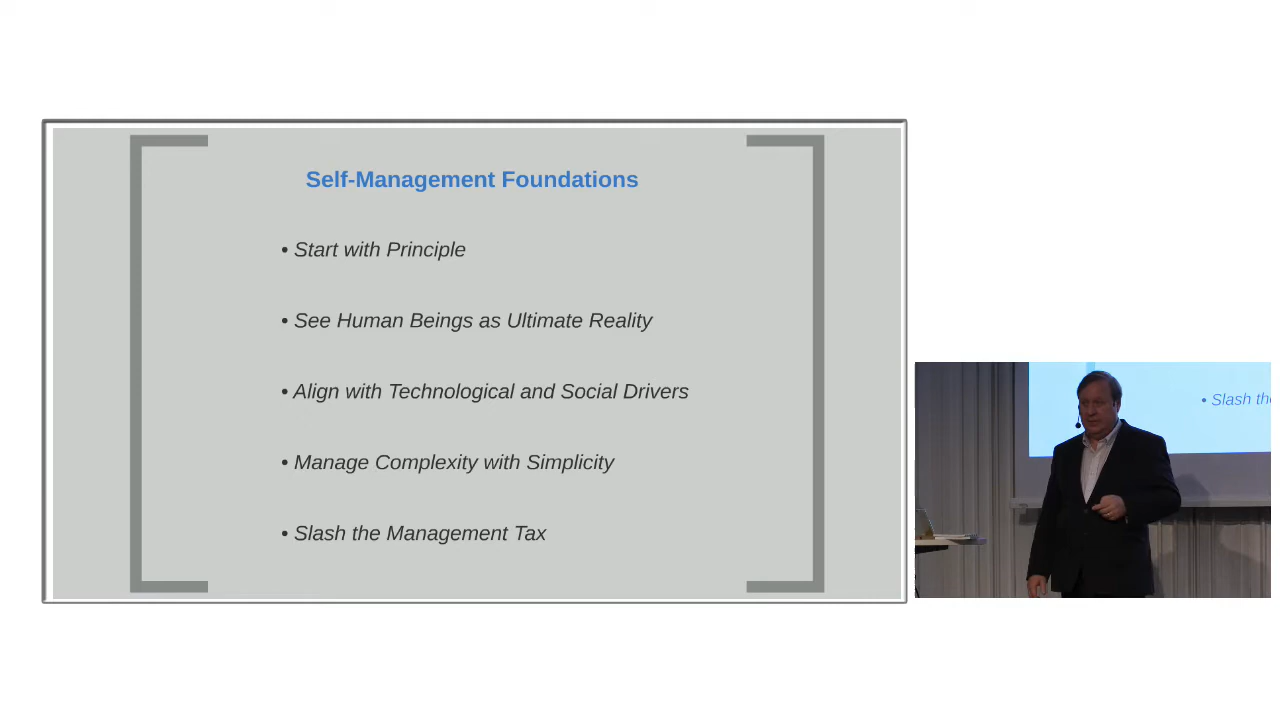 Self-Management Foundations
• Start with Principle
• See Human Beings as Ultimate Reality
• Align with Technological and Social Drivers
• Manage Complexity with Simplicity
• Slash the Management Tax
• Slash th